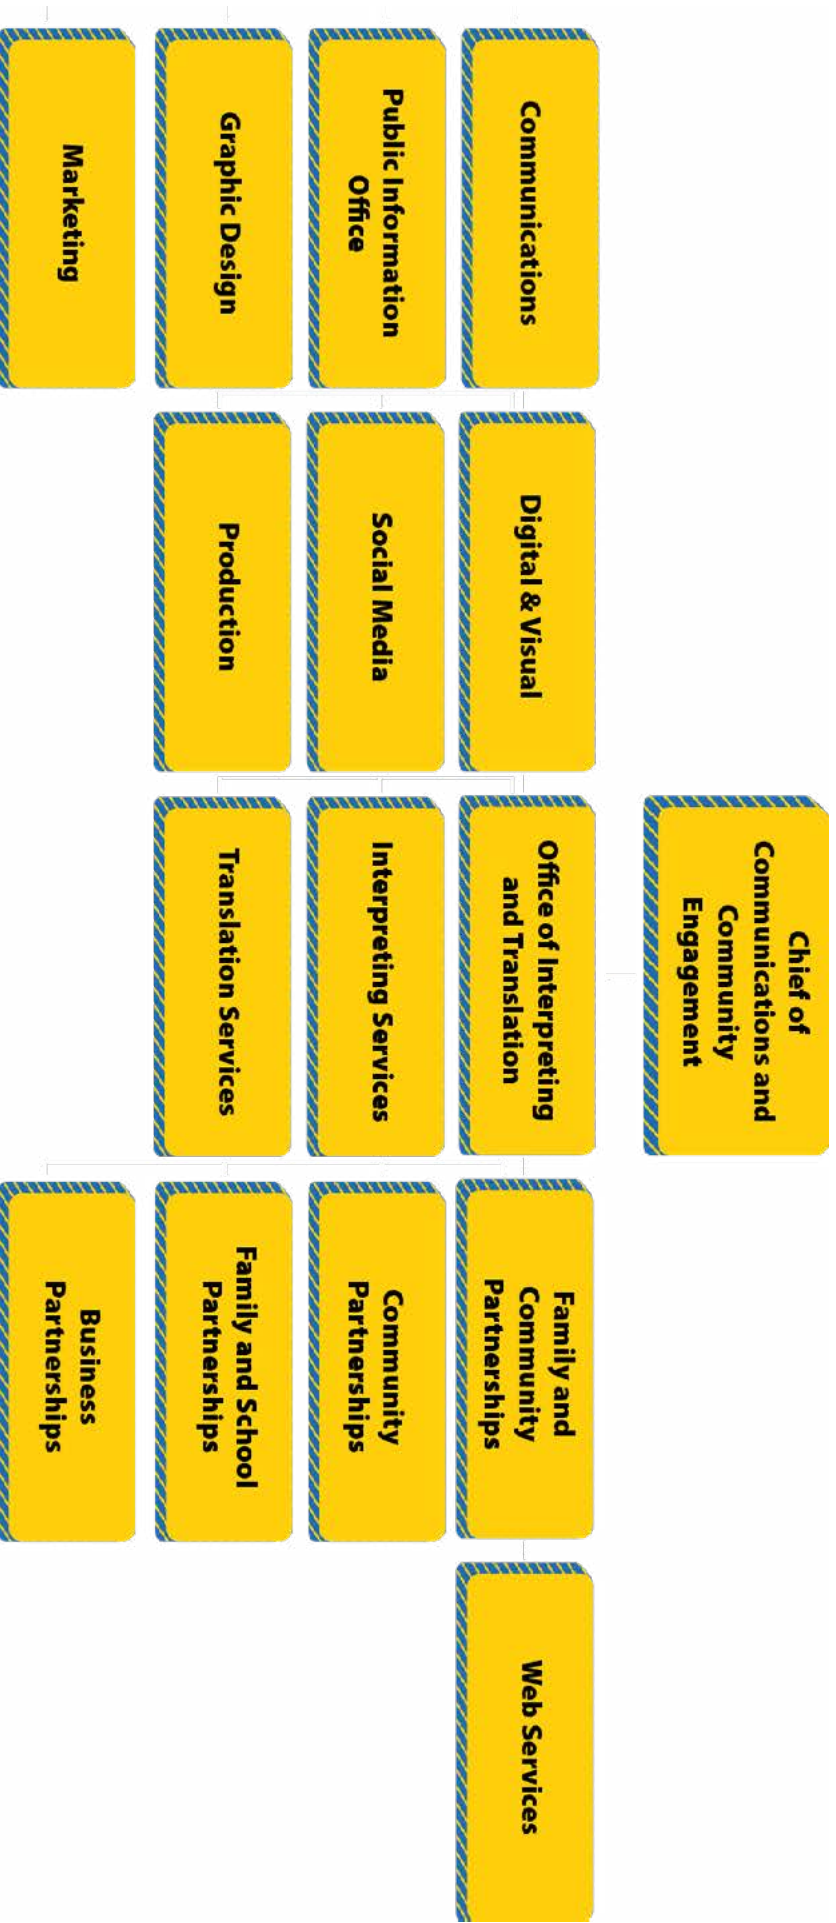 Chief of
Communications and
Community
Engagement
Communications
Digital & Visual
Office of Interpreting
and Translation
Family and
Community
Partnerships
Web Services
Public Information
Office
Social Media
Interpreting Services
Community
Partnerships
Graphic Design
Production
Translation Services
Family and School
Partnerships
Marketing
Business
Partnerships